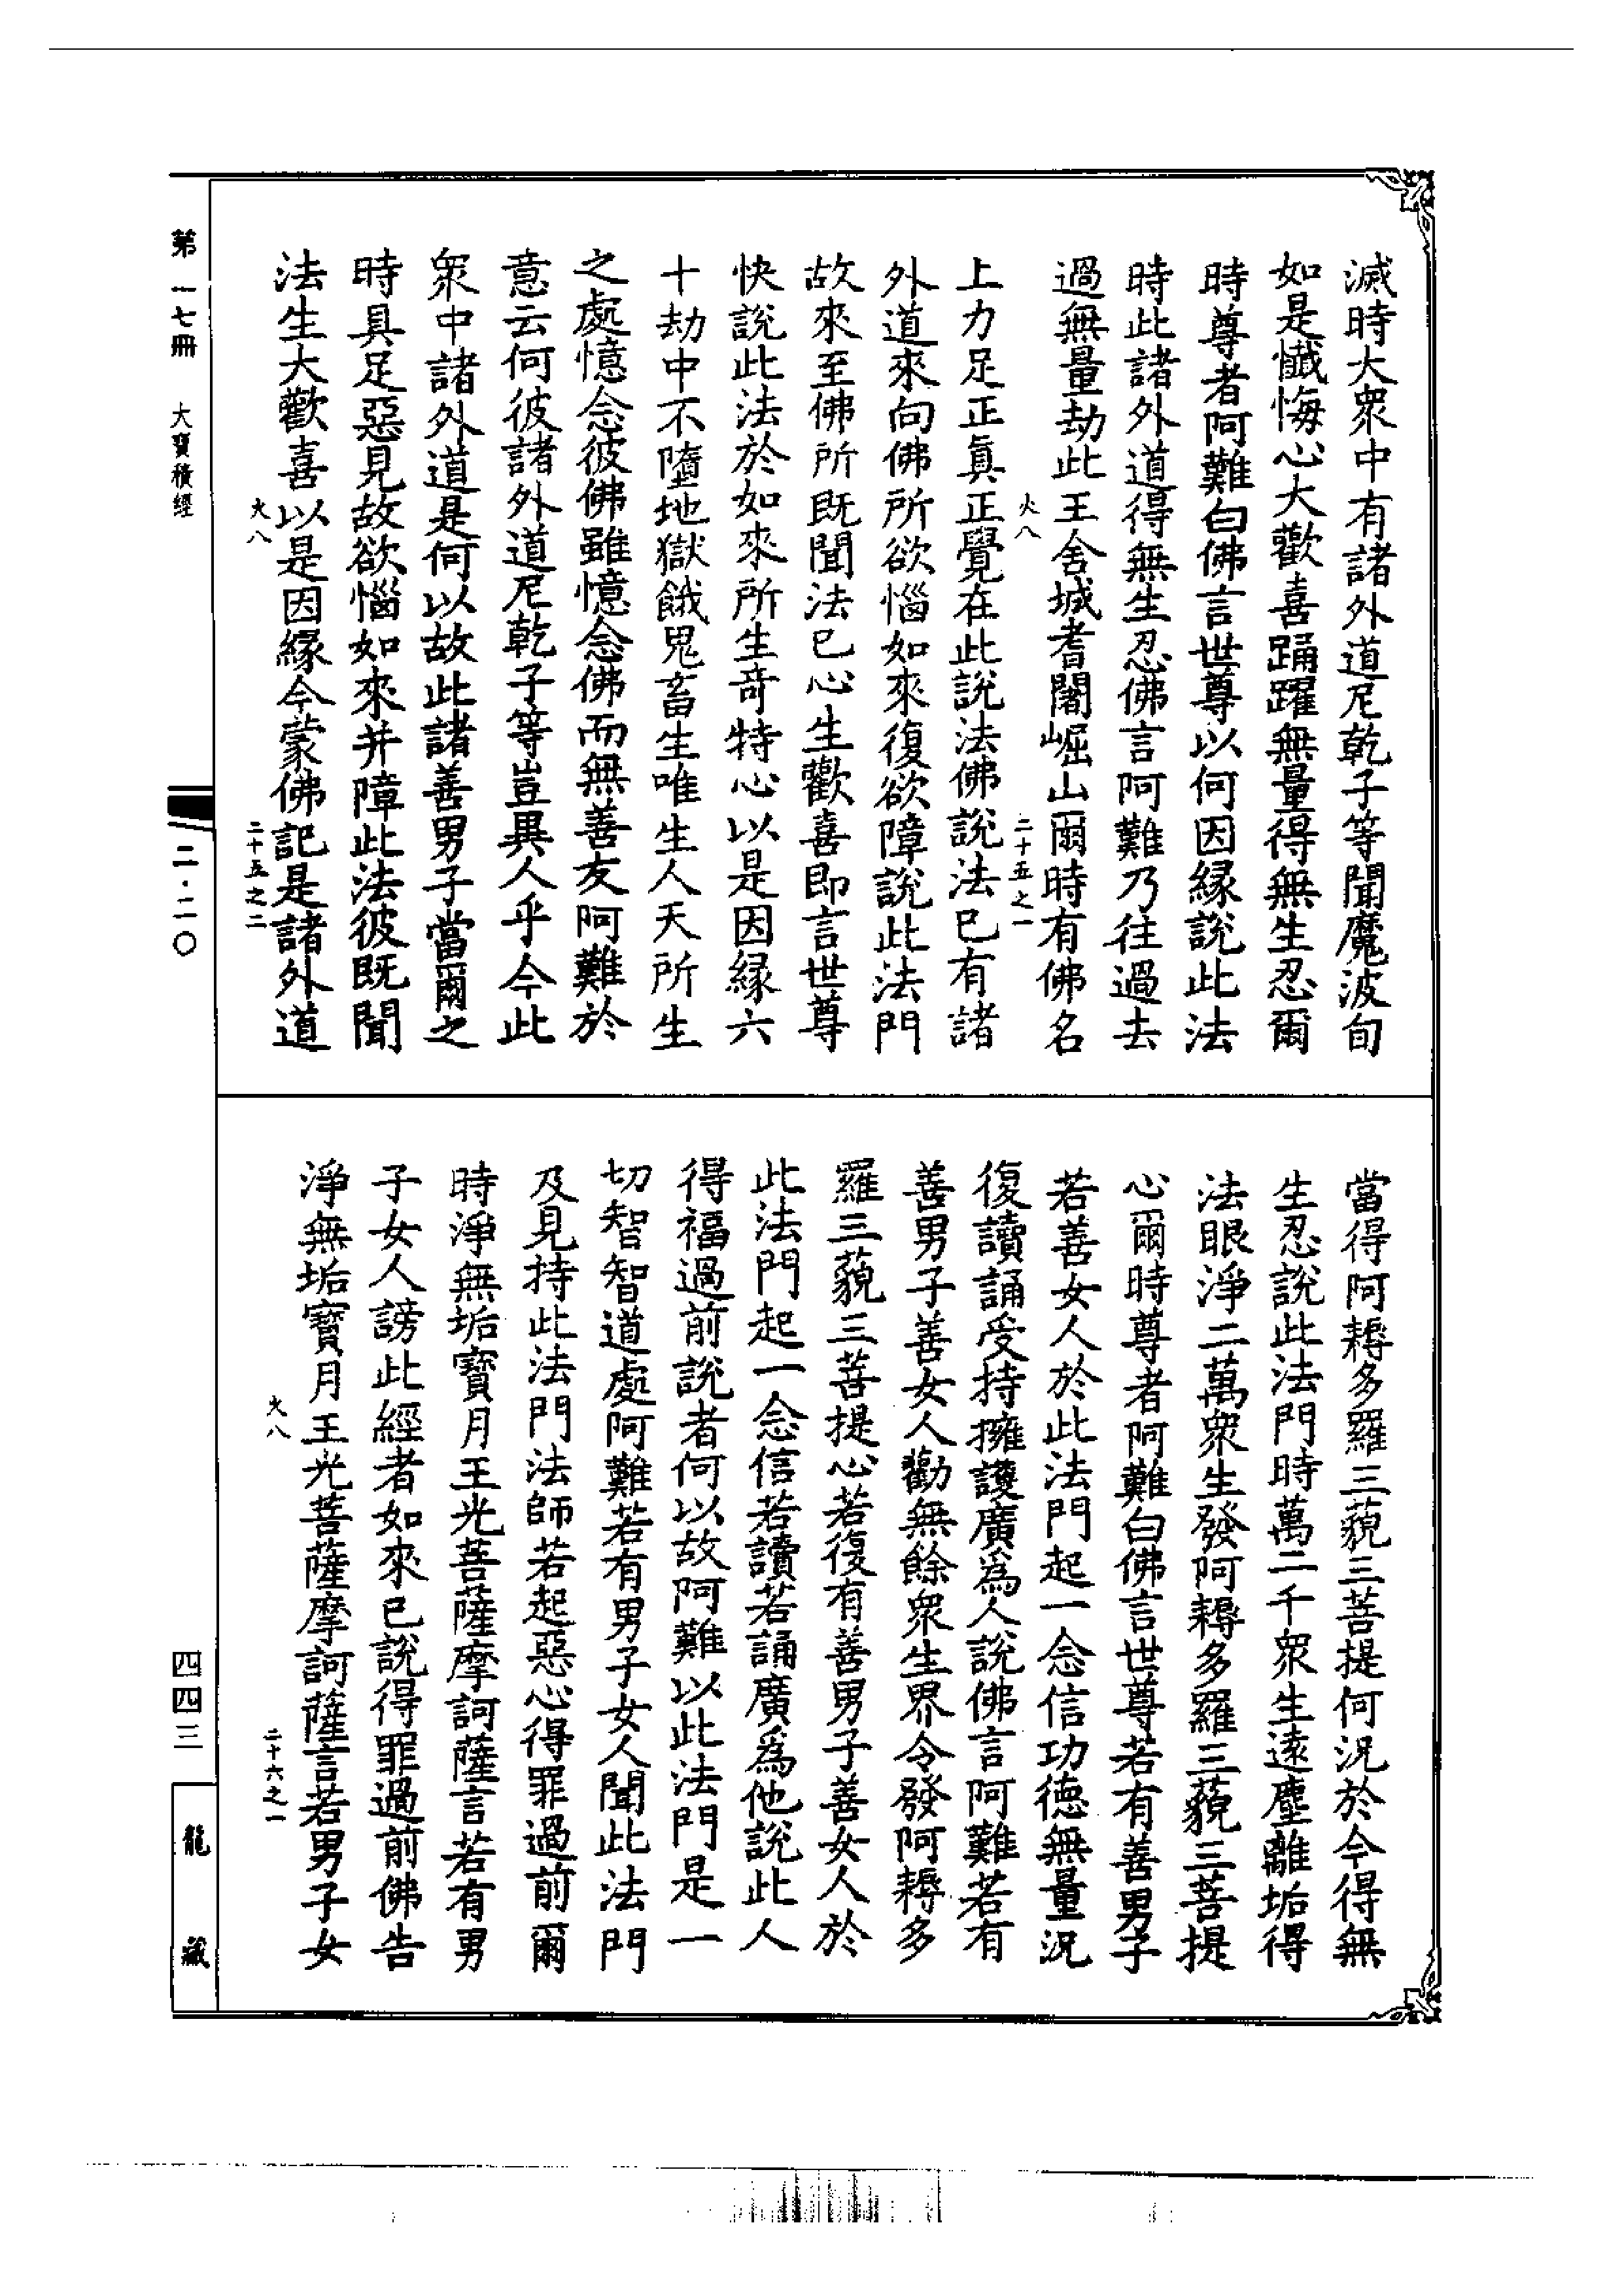 滅時大眾中有諸外道尼乾子等聞魔波旬
如是懺悔心大歡喜踊躍無量得無生忍爾
時尊者阿難白佛言世尊以何因緣說此法
時此諸外道得無生忍佛言阿難乃往過去
過無量劫此王舍城耆闍崛山爾時有佛名
火八
二十五之一
上力足正真正覺在此說法佛說法已有諸
外道來向佛所欲惱如來復欲障說此法門
故來至佛所既聞法已心生歡喜即言世尊
快說此法於如來所生奇特心以是因緣六
十劫中不墮地獄餓鬼畜生唯生人天所生
之處憶念彼佛雖憶念佛而無善友阿難於
意云何彼諸外道尼乾子等豈異人乎今此
眾中諸外道是何以故此諸善男子當爾之
時具足惡見故欲惱如來并障此法彼既聞
法生大歡喜以是因緣今蒙佛記是諸外道
火八
二十五之二
當得阿耨多羅三藐三菩提何況於今得無
生忍說此法門時萬二千眾生遠塵離垢得
法眼淨二萬眾生發阿耨多羅三藐三菩提
心爾時尊者阿難白佛言世尊若有善男子
若善女人於此法門起一念信功德無量況
復讀誦受持擁護廣為人說佛言阿難若有
善男子善女人勸無餘眾生界令發阿耨多
羅三藐三菩提心若復有善男子善女人於
此法門起一念信若讀若誦廣為他說此人
得福過前說者何以故阿難以此法門是一
切智智道處阿難若有男子女人聞此法門
及見持此法門法師若起惡心得罪過前爾
時淨無垢寶月王光菩薩摩訶薩言若有男
子女人謗此經者如來已說得罪過前佛告
淨無垢寶月王光菩薩摩訶薩言若男子女
火八
二十六之一
第一七冊 大寶積經
二·二〇
四四三
龍藏